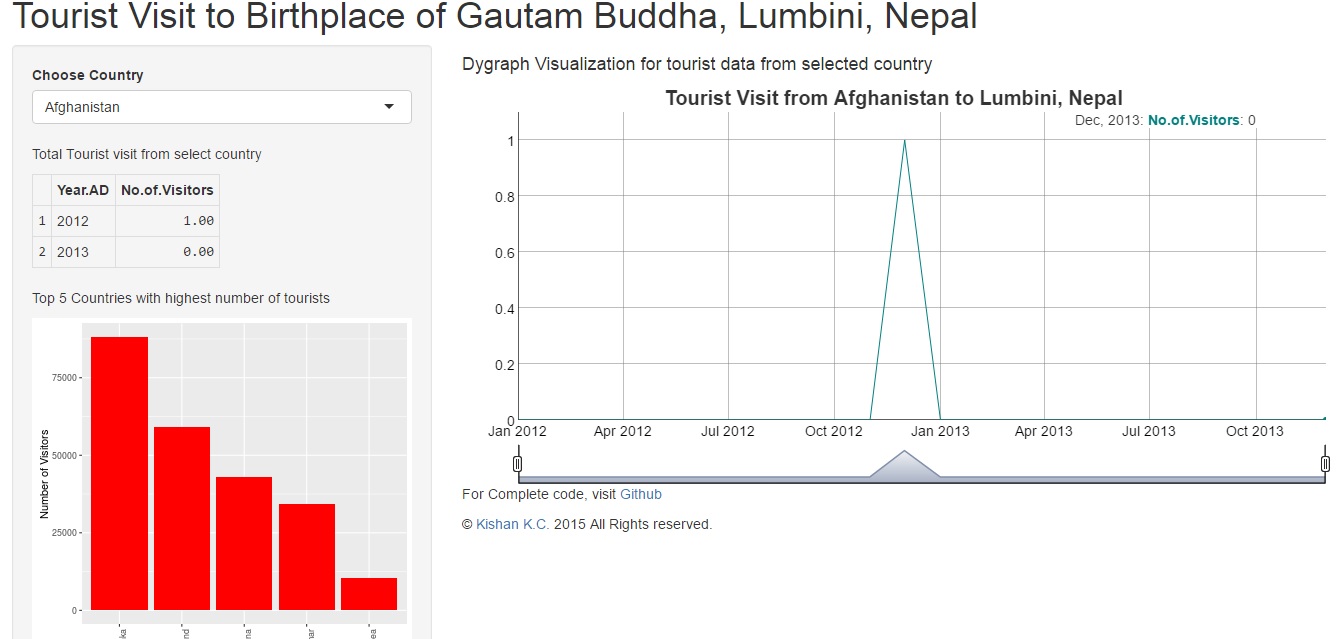 Tourist Visit to Birthplace of Gautam Buddha, Lumbini, Nepal
Choose Country
Afghanistan
Total Tourist visit from select country
Year.AD No.of.Visitors
1 2012 1.00
2 2013 0.00
Top 5 Countries with highest number of tourists
Number of Visitors
75000
50000
25000
0
Dygraph Visualization for tourist data from selected country
Tourist Visit from Afghanistan to Lumbini, Nepal
Dec, 2013: No.of.Visitors: 0
1
0.8
0.6
0.4
0.2
0
Jan 2012 Apr 2012 Jul 2012 Oct 2012 Jan 2013 Apr 2013 Jul 2013 Oct 2013
For Complete code, visit Github
© Kishan K.C. 2015 All Rights reserved.